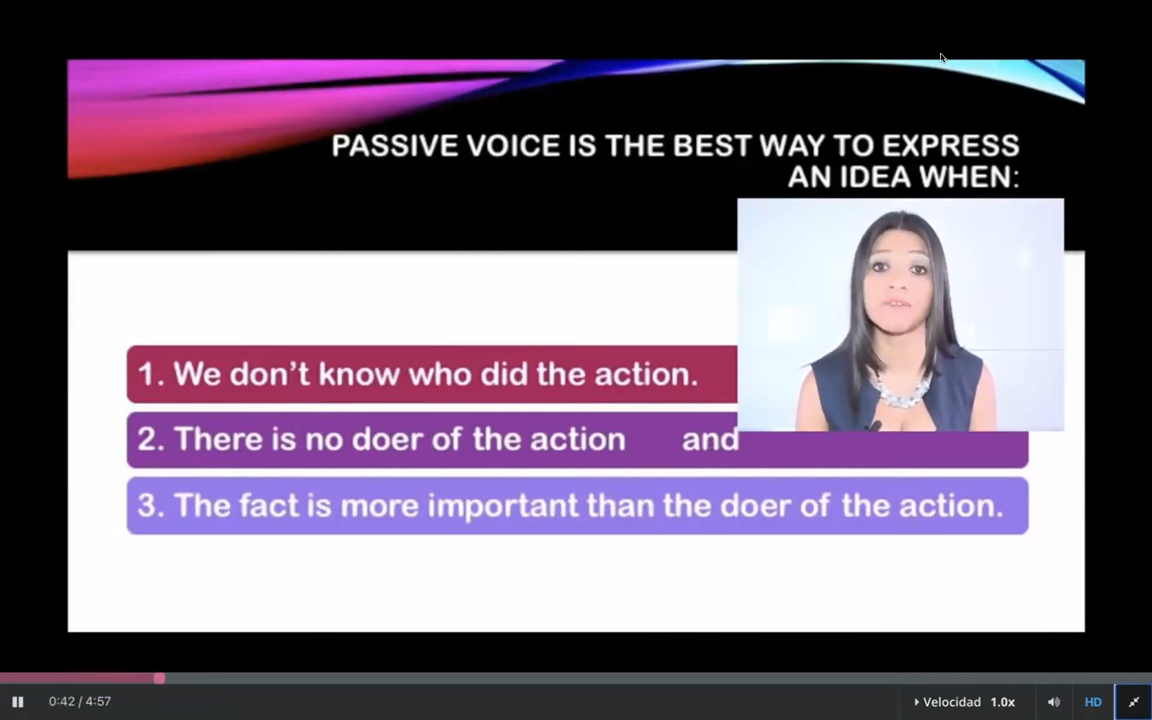 PASSIVE VOICE IS THE BEST WAY TO EXPRESS
AN IDEA WHEN:
1. We don't know who did the action.
2. There is no doer of the action and
3. The fact is more important than the doer of the action.
0:42 / 4:57
Velocidad 1.0x
HD